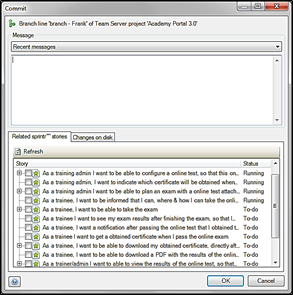 Commit
Branch line 'branch - Frank' of Team Server project 'Academy Portal 3.0'
Message
Recent messages
Related sprintr™ stories
Changes on disk
Refresh
Story Status
As a training admin I want to be able to configure a online test, so that this on... Running
As a training admin, I want to indicate which certificate will be obtained when... Running
As a training admin I want to be able to plan an exam with a online test attach... Running
As a trainee, I want to be informed that I can, where & how I can take the onli... Running
As a trainee, I want to be able to take the exam To-do
As a trainee I want to see my exam results after finishing the exam, so that I... To-do
As a trainee, I want a notification after passing the online test that I obtained t... To-do
As a trainee I want to get a obtained certificate when I pass the online exam To-do
As a trainee, I want to be able to download my obtained certificate, directly aft... To-do
As a trainee, I want to be able to download a PDF with the results of the onlin... To-do
As a trainer/admin I want to be able to view the results of the online test, so that... To-do
OK
Cancel